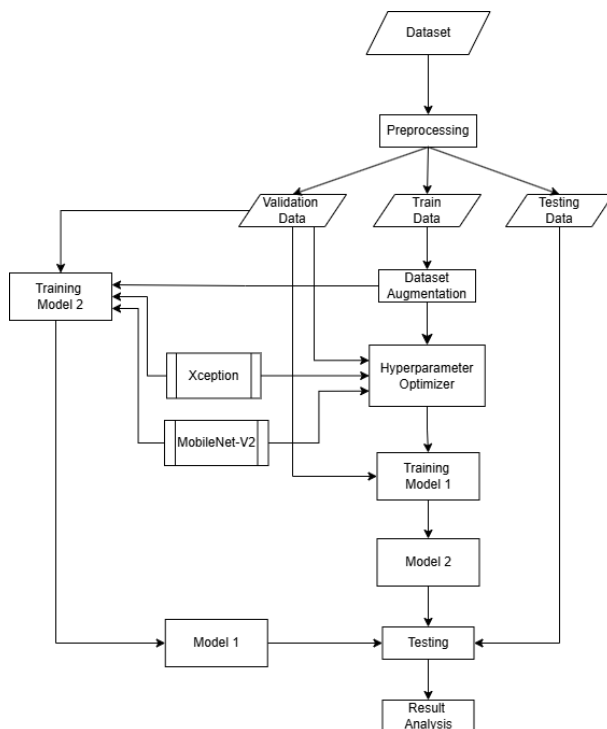 Dataset
Preprocessing
Validation
Data
Train
Data
Testing
Data
Training
Model 2
Dataset
Augmentation
Xception
Hyperparameter
Optimizer
MobileNet-V2
Training
Model 1
Model 2
Model 1
Testing
Result
Analysis